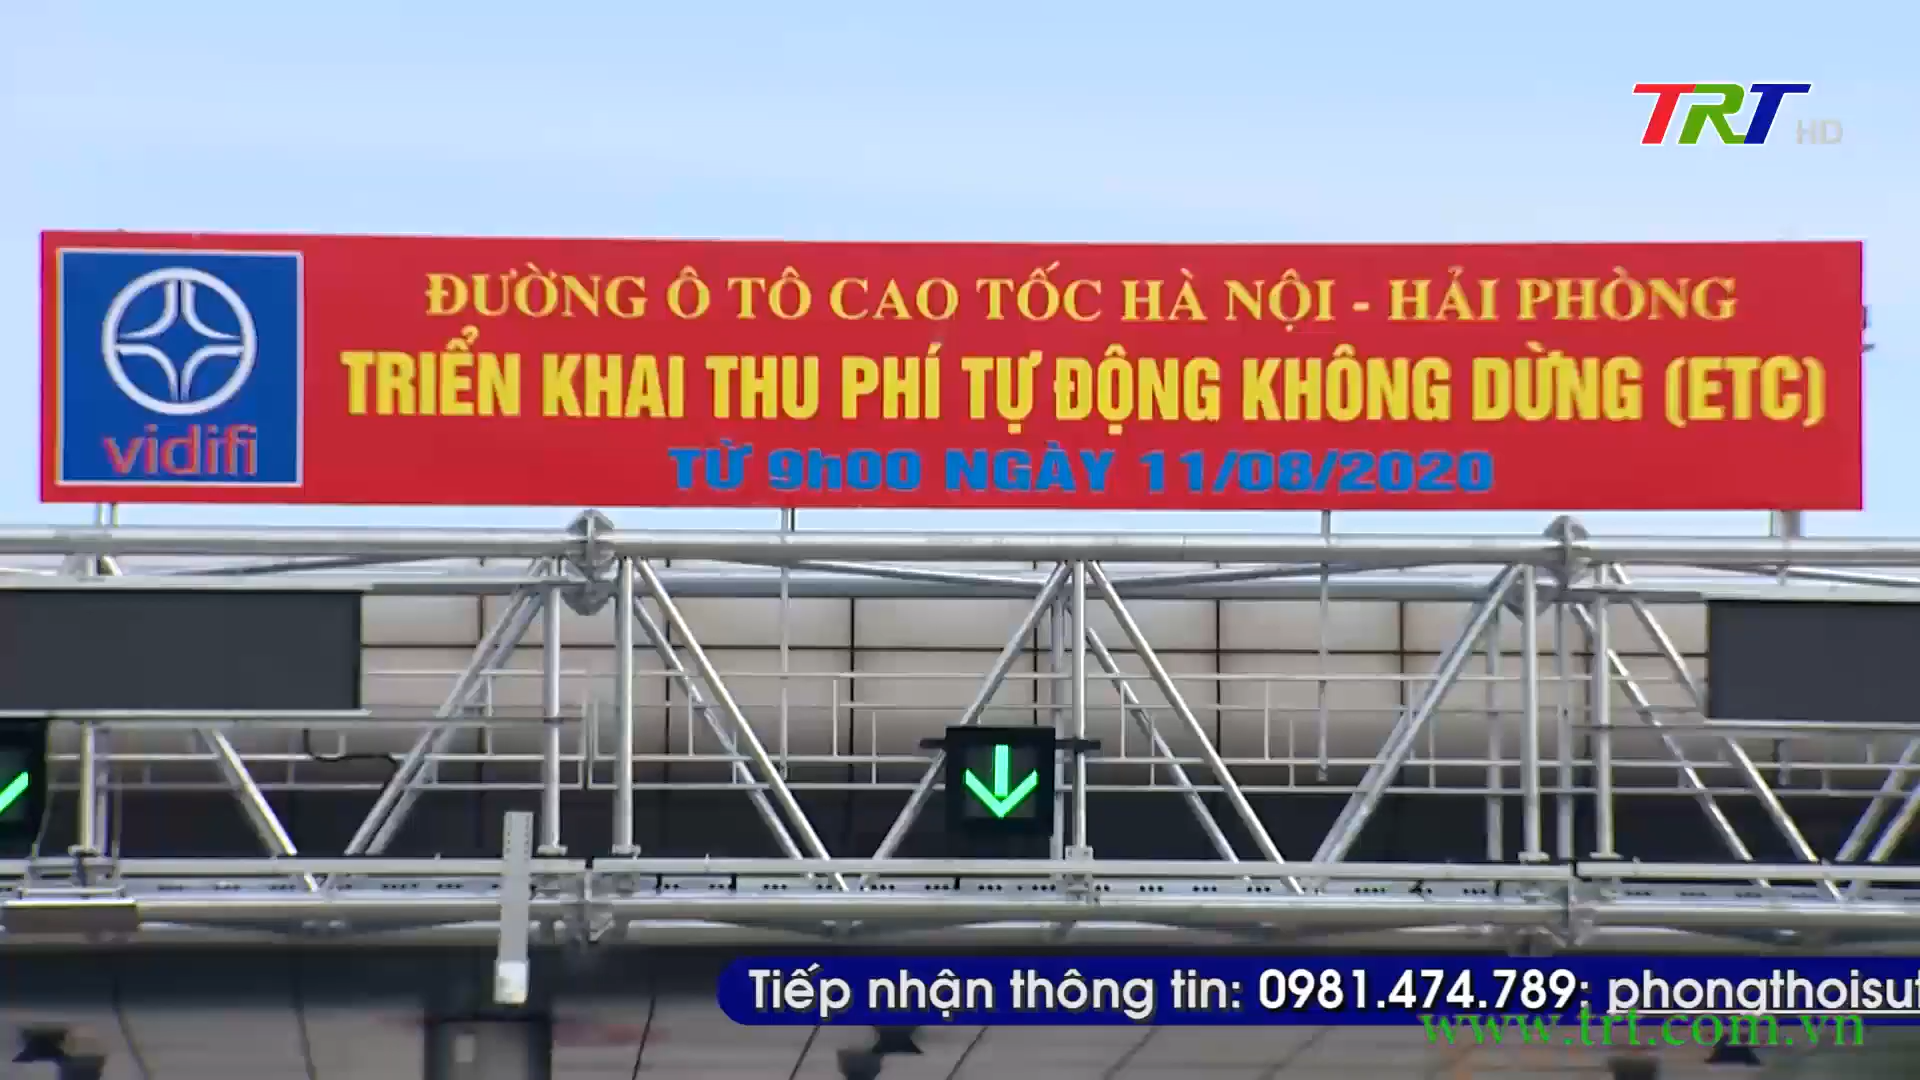 TRT HD
ĐƯỜNG Ô TÔ CAO TỐC HÀ NỘI - HẢI PHÒNG
TRIỂN KHAI THU PHÍ TỰ ĐỘNG KHÔNG DỪNG (ETC)
vidifi
TỪ 9h00 NGÀY 11/08/2020
Tiếp nhận thông tin: 0981.474.789: phongthoisut
www.trt.com.vn